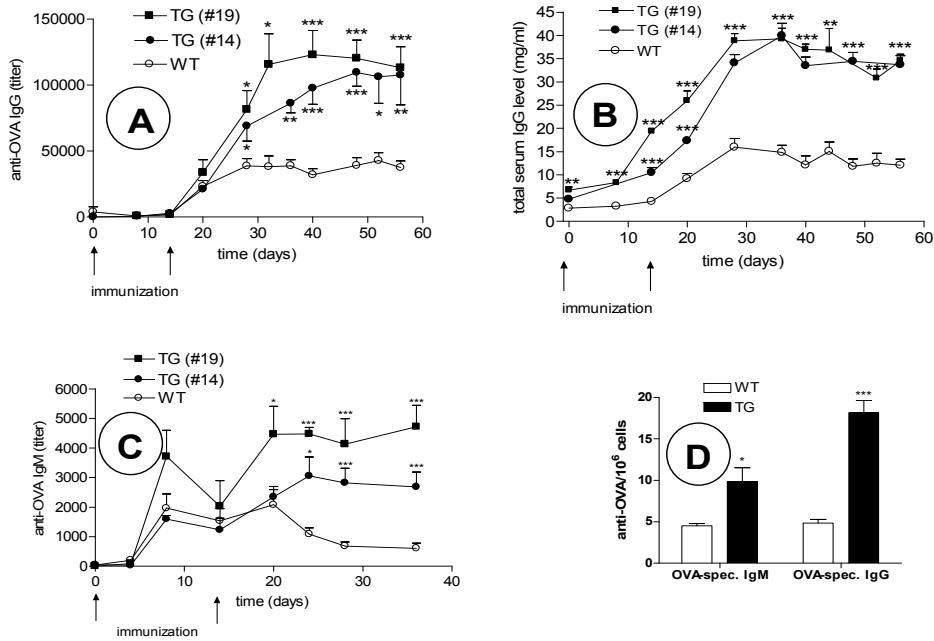 TG (#19)
TG (#14)
WT
A
anti-OVA IgG (titer)
150000
100000
50000
0
* *** *** ***
* ** *** *** * **
0 10 20 30 40 50 60
time (days)
immunization
TG (#19)
TG (#14)
WT
B
total serum IgG level (mg/ml)
45
40
35
30
25
20
15
10
5
0
** *** *** *** *** *** *** *** *** ** *** *** ***
0 10 20 30 40 50 60
time (days)
immunization
TG (#19)
TG (#14)
WT
C
anti-OVA IgM (titer)
6000
5000
4000
3000
2000
1000
0
* *** *** ***
* *** ***
0 10 20 30 40
time (days)
immunization
WT
TG
D
anti-OVA/10⁶ cells
20
15
10
5
0
* ***
OVA-spec. IgM OVA-spec. IgG